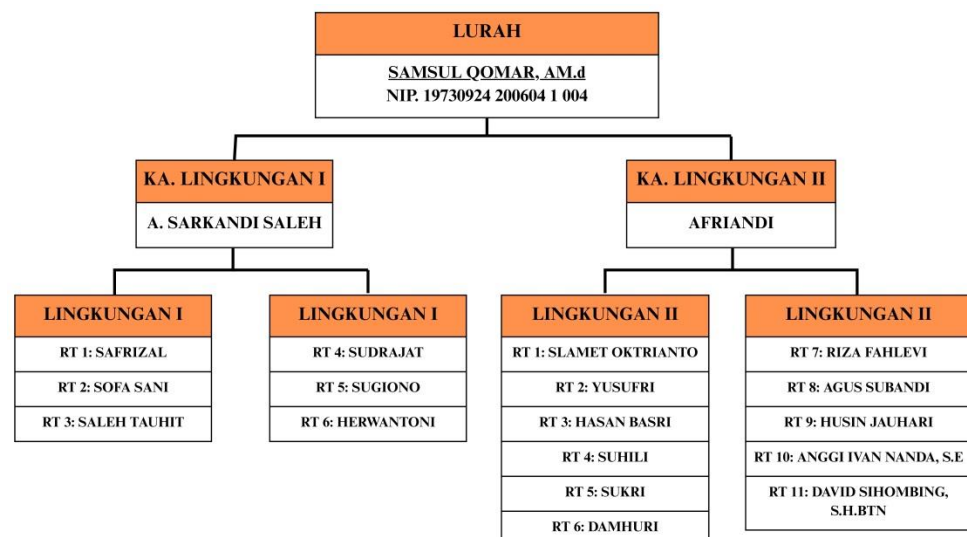 LURAH
SAMSUL QOMAR, AM.d
NIP. 19730924 200604 1 004
KA. LINGKUNGAN I
A. SARKANDI SALEH
KA. LINGKUNGAN II
AFRIANDI
LINGKUNGAN I
RT 1: SAFRIZAL
RT 2: SOFA SANI
RT 3: SALEH TAUHIT
LINGKUNGAN I
RT 4: SUDRAJAT
RT 5: SUGIONO
RT 6: HERWANTONI
LINGKUNGAN II
RT 1: SLAMET OKTRIANTO
RT 2: YUSUFRI
RT 3: HASAN BASRI
RT 4: SUHILI
RT 5: SUKRI
RT 6: DAMHURI
LINGKUNGAN II
RT 7: RIZA FAHLEVI
RT 8: AGUS SUBANDI
RT 9: HUSIN JAUHARI
RT 10: ANGGI IVAN NANDA, S.E
RT 11: DAVID SIHOMBING,
S.H.BTN